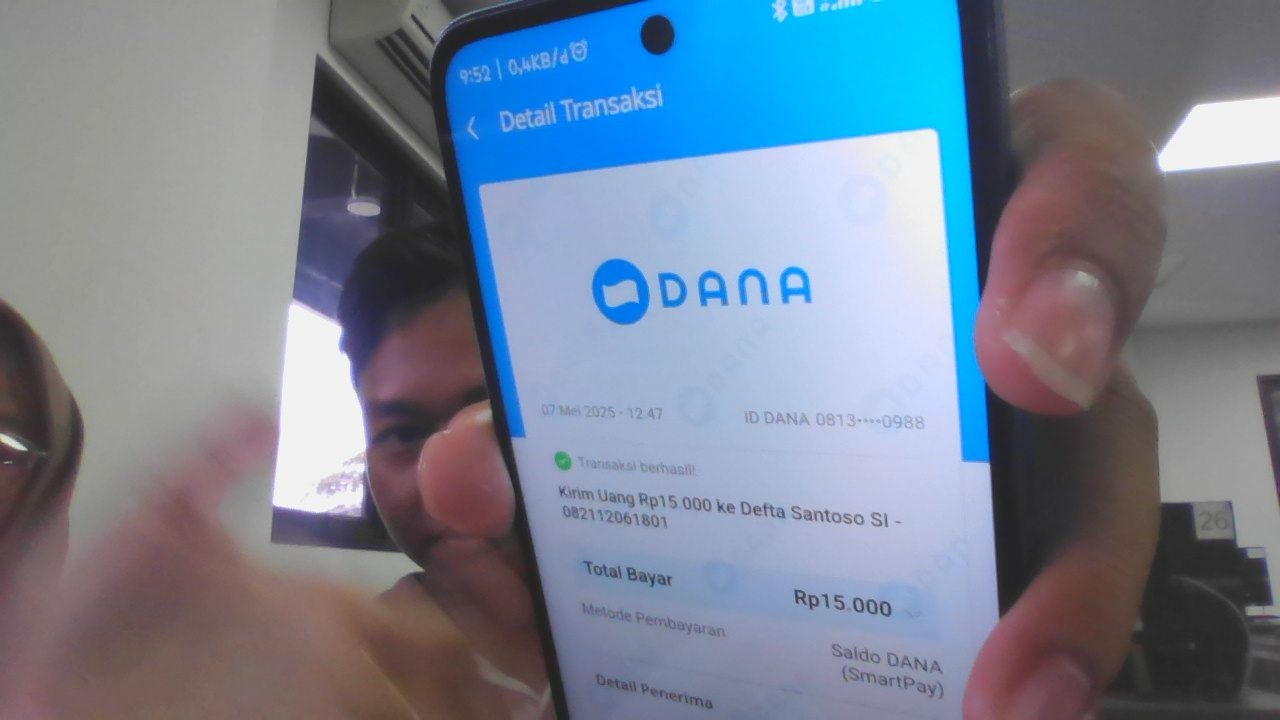 9:52 | 0,4KB/d
Detail Transaksi
DANA
07 Mei 2025 • 12.47
ID DANA 0813••••0988
Transaksi berhasil!
Kirim Uang Rp15.000 ke Defta Santoso SI -
082112061801
Total Bayar
Rp15.000
Metode Pembayaran
Saldo DANA
(SmartPay)
Detail Penerima
26